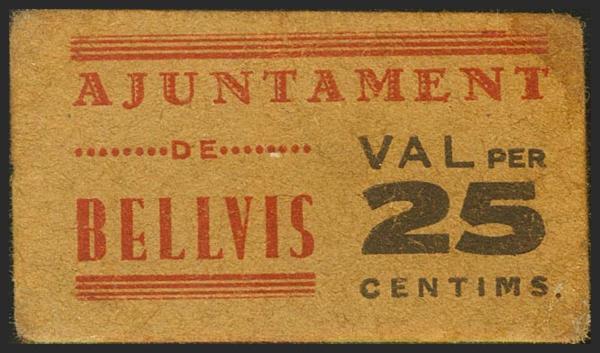 AJUNTAMENT
DE
BELLVIS
VAL PER
25
CENTIMS.